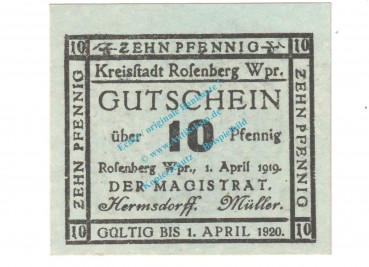 10 ZEHN PFENNIG 10
Kreisstadt Rosenberg Wpr.
GUTSCHEIN
über 10 Pfennig
Rosenberg Wpr., 1. April 1919.
DER MAGISTRAT.
Hermsdorff. Müller.
10 GÜLTIG BIS 1. APRIL 1920. 10
ZEHN PFENNIG
ZEHN PFENNIG